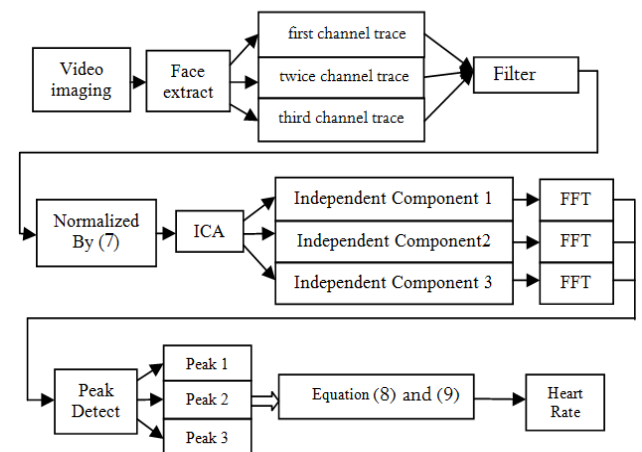 Video
imaging
Face
extract
first channel trace
twice channel trace
third channel trace
Filter
Normalized
By (7)
ICA
Independent Component 1
Independent Component2
Independent Component 3
FFT
FFT
FFT
Peak
Detect
Peak 1
Peak 2
Peak 3
Equation (8) and (9)
Heart
Rate